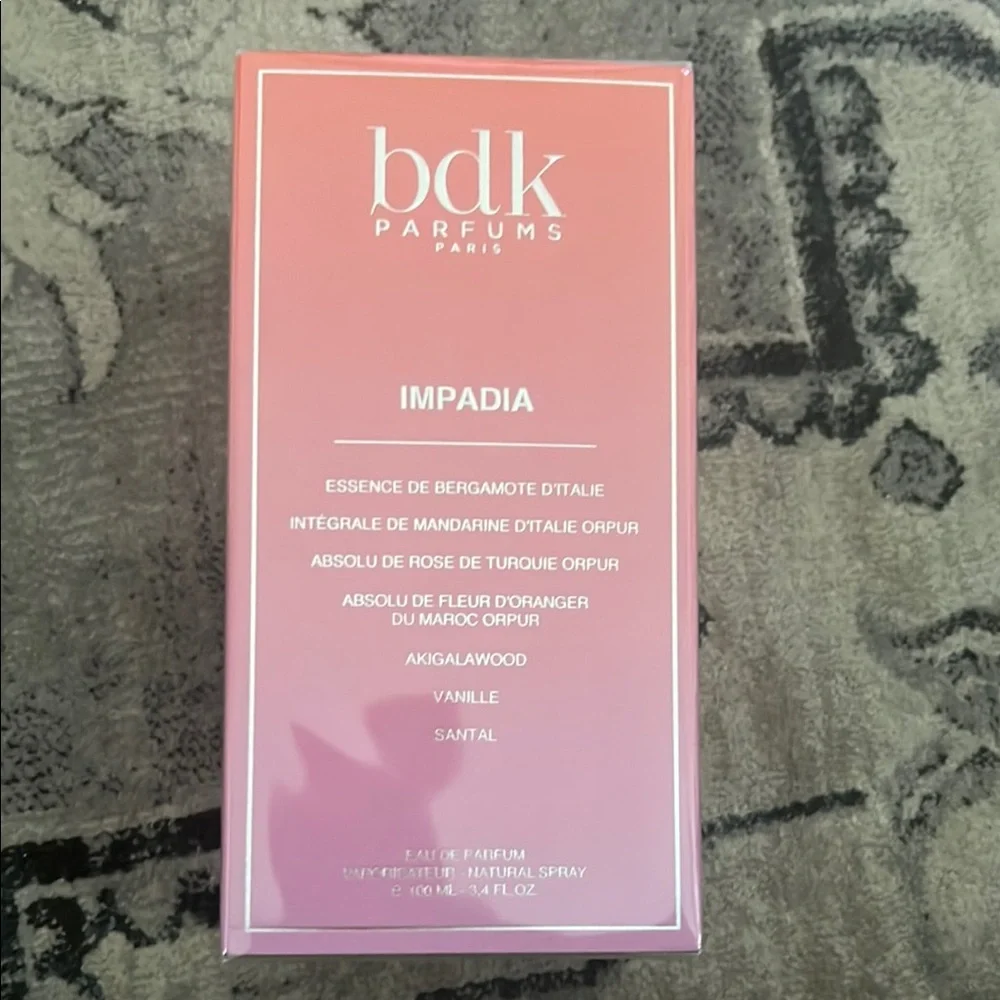 bdk
PARFUMS
PARIS
IMPADIA
ESSENCE DE BERGAMOTE D'ITALIE
INTÉGRALE DE MANDARINE D'ITALIE ORPUR
ABSOLU DE ROSE DE TURQUIE ORPUR
ABSOLU DE FLEUR D'ORANGER
DU MAROC ORPUR
AKIGALAWOOD
VANILLE
SANTAL
EAU DE PARFUM
VAPORISATEUR - NATURAL SPRAY
℮ 100 ML - 3,4 FL.OZ.